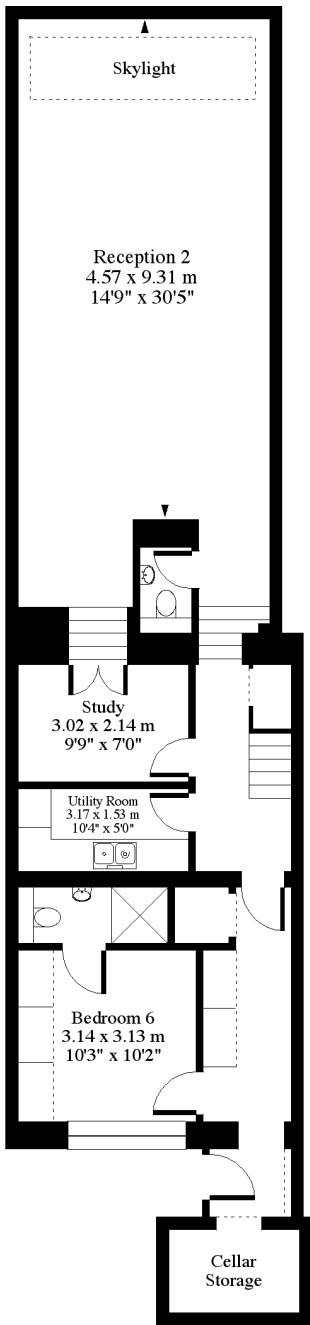 Skylight
Reception 2
4.57 x 9.31 m
14'9" x 30'5"
Study
3.02 x 2.14 m
9'9" x 7'0"
Utility Room
3.17 x 1.53 m
10'4" x 5'0"
Bedroom 6
3.14 x 3.13 m
10'3" x 10'2"
Cellar
Storage